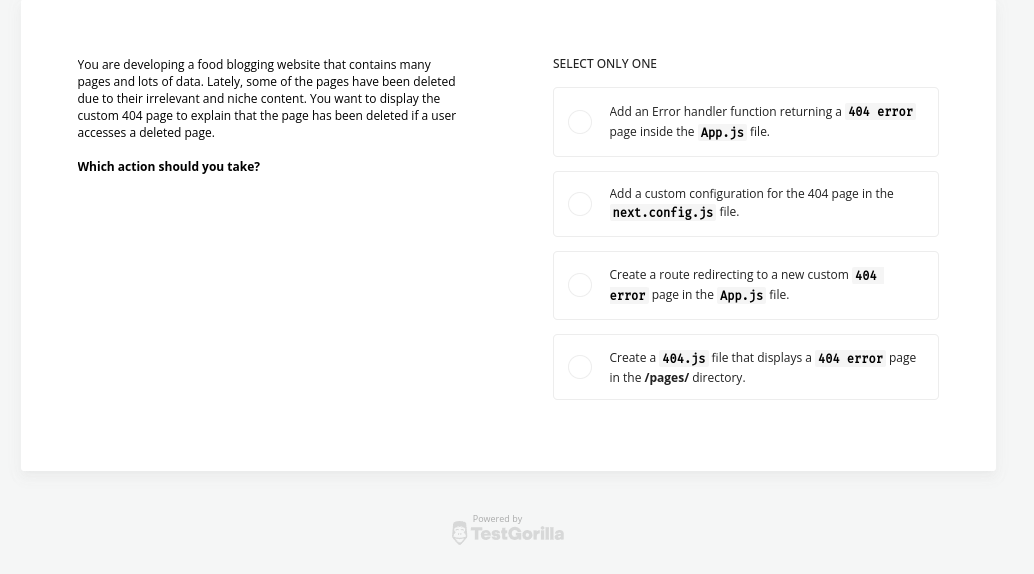 You are developing a food blogging website that contains many
pages and lots of data. Lately, some of the pages have been deleted
due to their irrelevant and niche content. You want to display the
custom 404 page to explain that the page has been deleted if a user
accesses a deleted page.
Which action should you take?
SELECT ONLY ONE
Add an Error handler function returning a 404 error
page inside the App.js file.
Add a custom configuration for the 404 page in the
next.config.js file.
Create a route redirecting to a new custom 404
error page in the App.js file.
Create a 404.js file that displays a 404 error page
in the /pages/ directory.
Powered by
TestGorilla